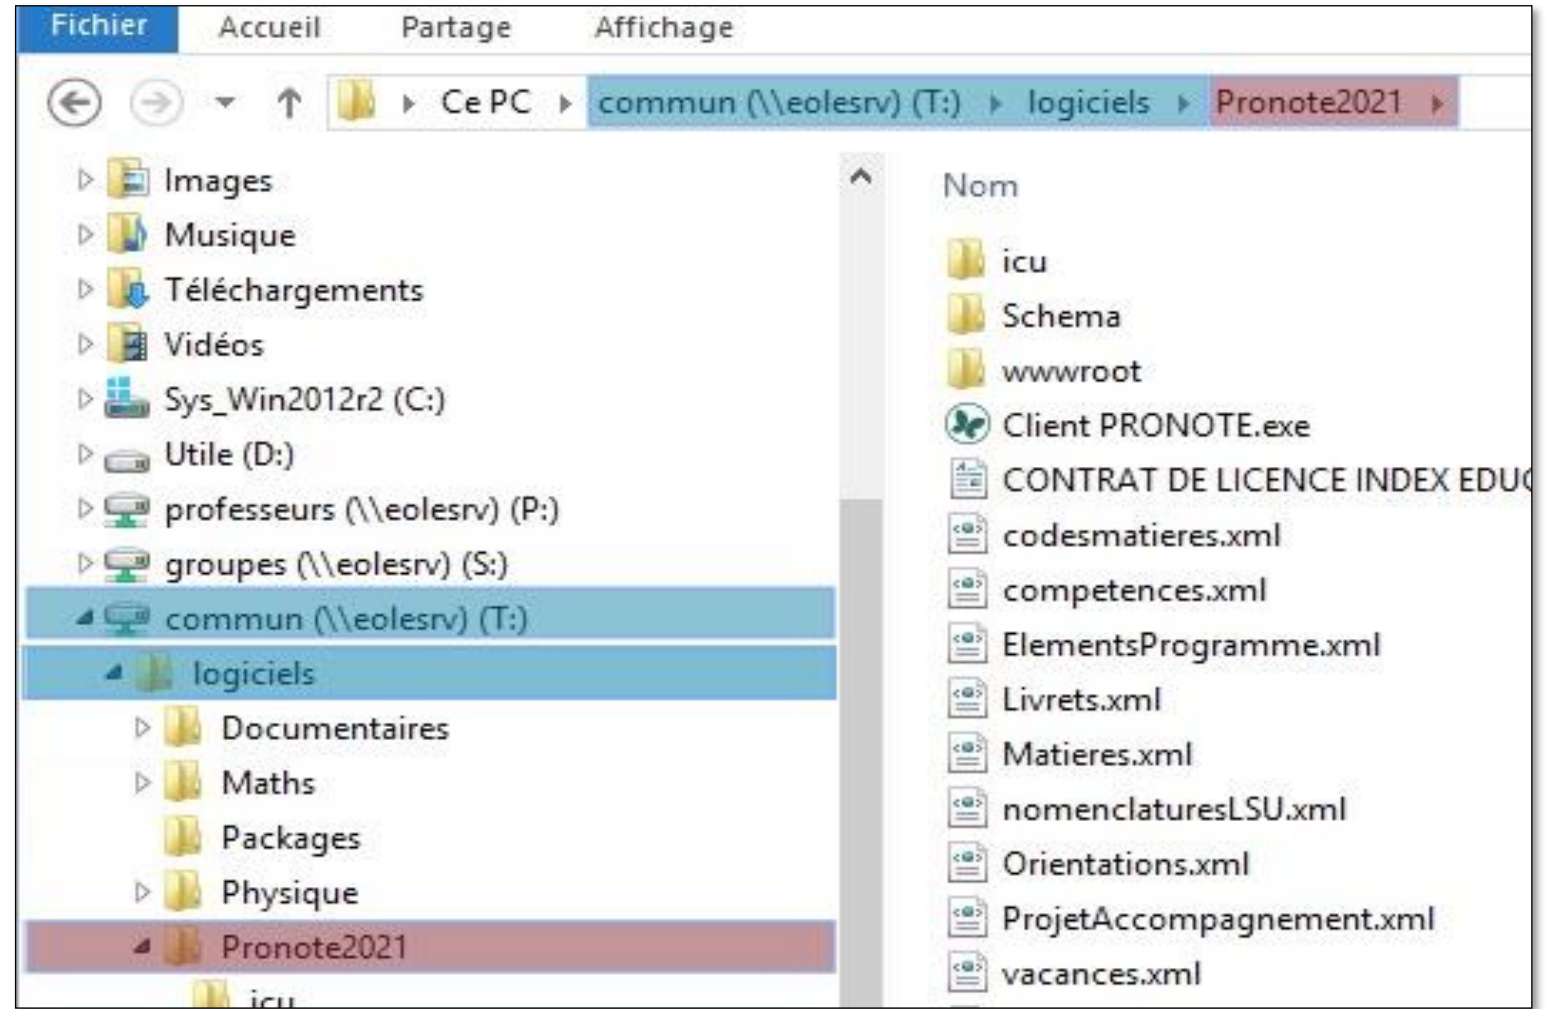 Fichier Accueil Partage Affichage
Ce PC commun (\\eolesrv) (T:) logiciels Pronote2021
Images
Musique
Téléchargements
Vidéos
Sys_Win2012r2 (C:)
Utile (D:)
professeurs (\\eolesrv) (P:)
groupes (\\eolesrv) (S:)
commun (\\eolesrv) (T:)
logiciels
Documentaires
Maths
Packages
Physique
Pronote2021
icu
Nom
icu
Schema
wwwroot
Client PRONOTE.exe
CONTRAT DE LICENCE INDEX EDUC
codesmatieres.xml
competences.xml
ElementsProgramme.xml
Livrets.xml
Matieres.xml
nomenclaturesLSU.xml
Orientations.xml
ProjetAccompagnement.xml
vacances.xml